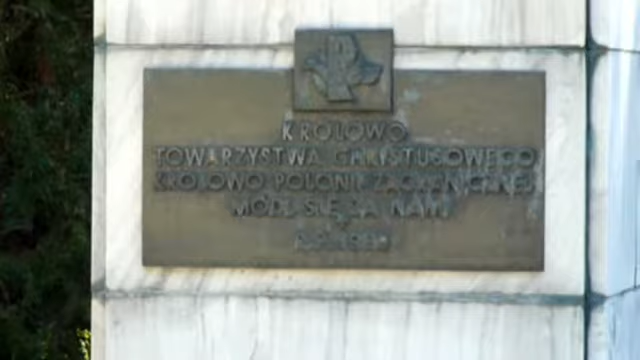 KRÓLOWO
TOWARZYSTWA CHRYSTUSOWEGO
KRÓLOWO POLONII ZAGRANICZNEJ
MÓDL SIĘ ZA NAMI